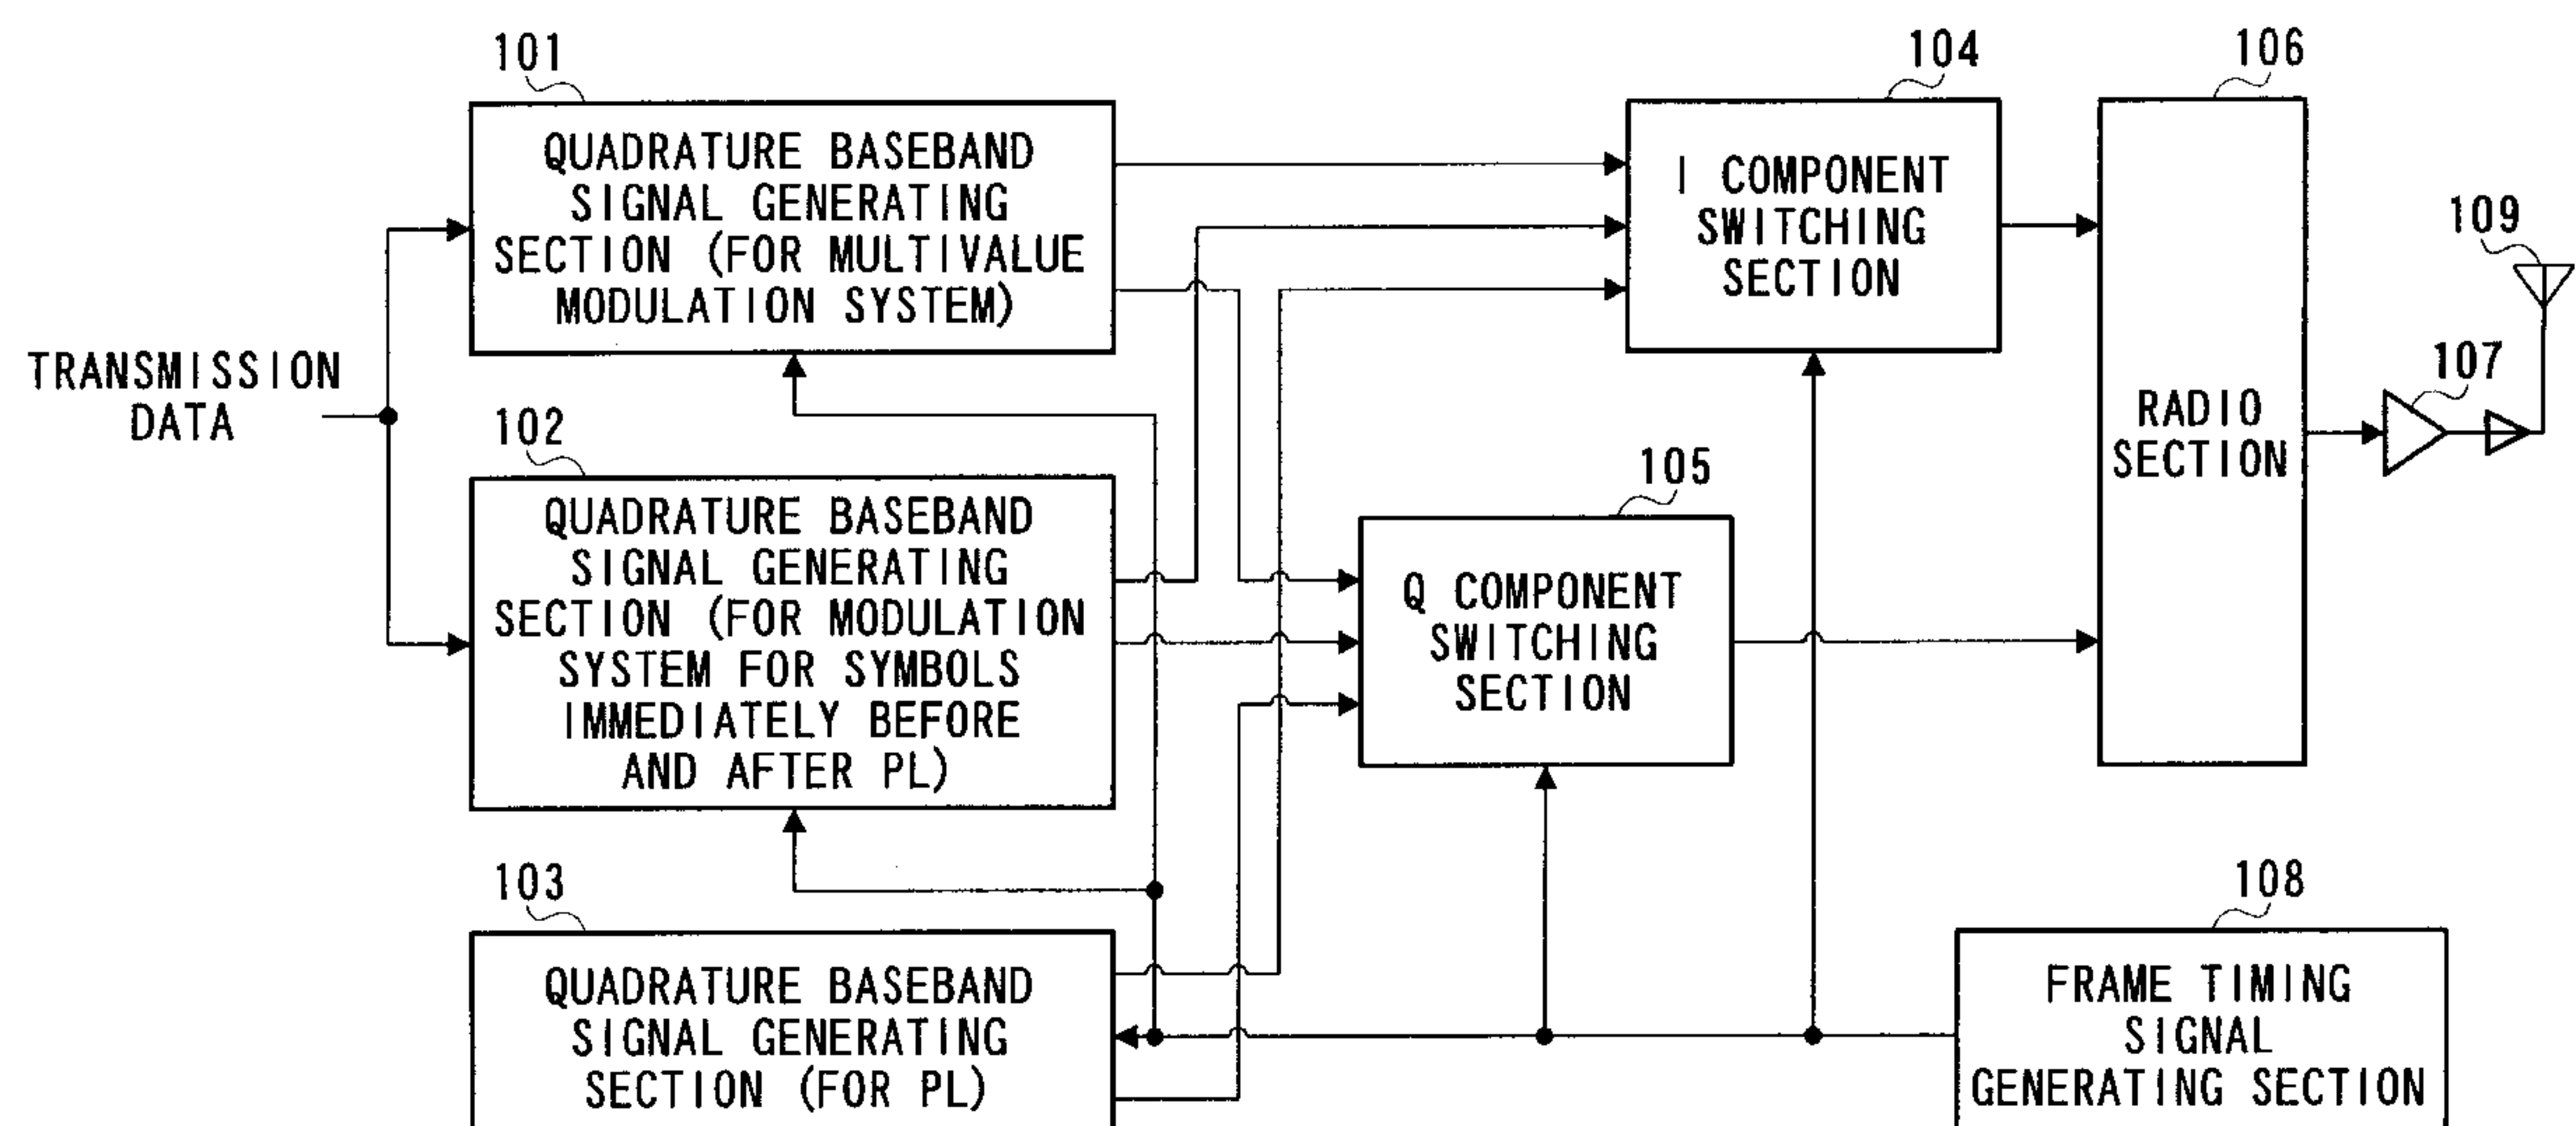 101
QUADRATURE BASEBAND
SIGNAL GENERATING
SECTION (FOR MULTIVALUE
MODULATION SYSTEM)
104
I COMPONENT
SWITCHING
SECTION
106
RADIO
SECTION
109
107
TRANSMISSION
DATA
102
QUADRATURE BASEBAND
SIGNAL GENERATING
SECTION (FOR MODULATION
SYSTEM FOR SYMBOLS
IMMEDIATELY BEFORE
AND AFTER PL)
105
Q COMPONENT
SWITCHING
SECTION
103
QUADRATURE BASEBAND
SIGNAL GENERATING
SECTION (FOR PL)
108
FRAME TIMING
SIGNAL
GENERATING SECTION